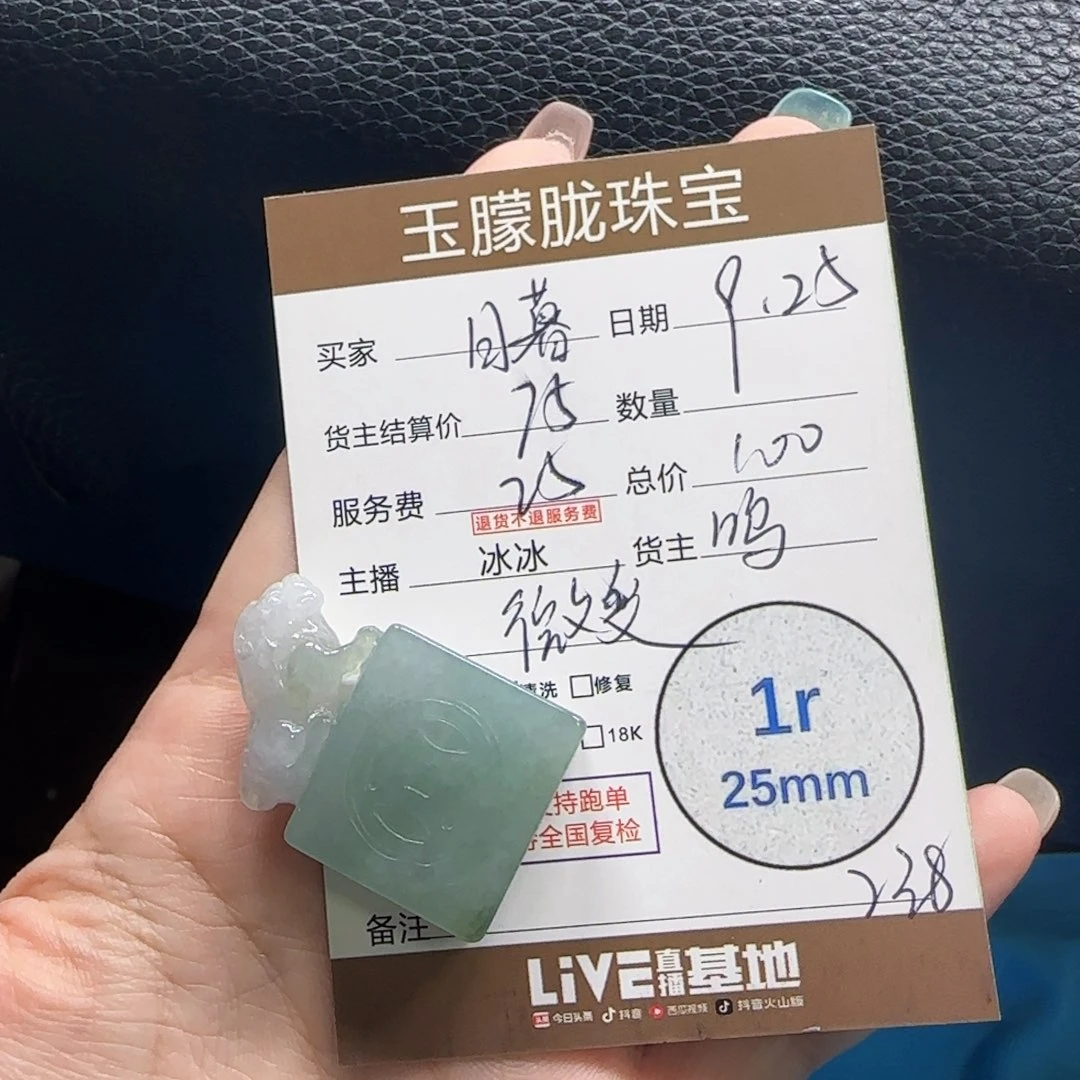 玉朦胧珠宝
买家 日暮 日期 9.25
货主结算价 75 数量
服务费 25 总价 100
退货不退服务费
主播 冰冰 货主 鸣
微变
清洗 □修复
□18K
1r
25mm
支持跑单
全国复检
238
备注
LiVE直播基地
头条 今日头条 抖音 西瓜视频 抖音火山版